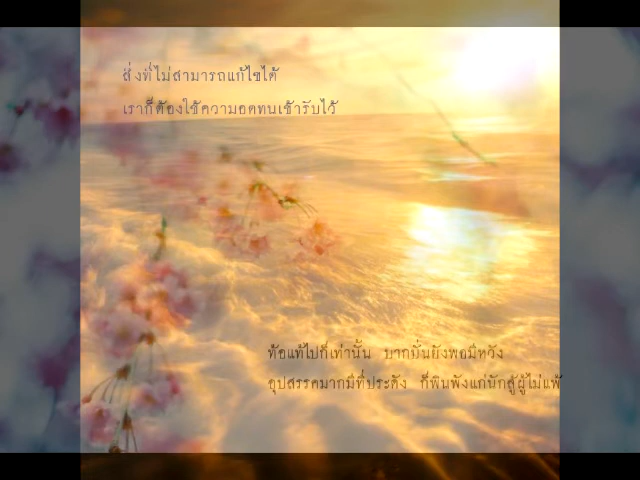 สิ่งที่ไม่สามารถแก้ไขได้
เราก็ต้องใช้ความอดทนเข้ารับไว้
ท้อแท้ไปก็เท่านั้น บากบั่นยังพอมีหวัง
อุปสรรคมากมีที่ประดัง ก็พินพังแก่นักสู้ผู้ไม่แพ้